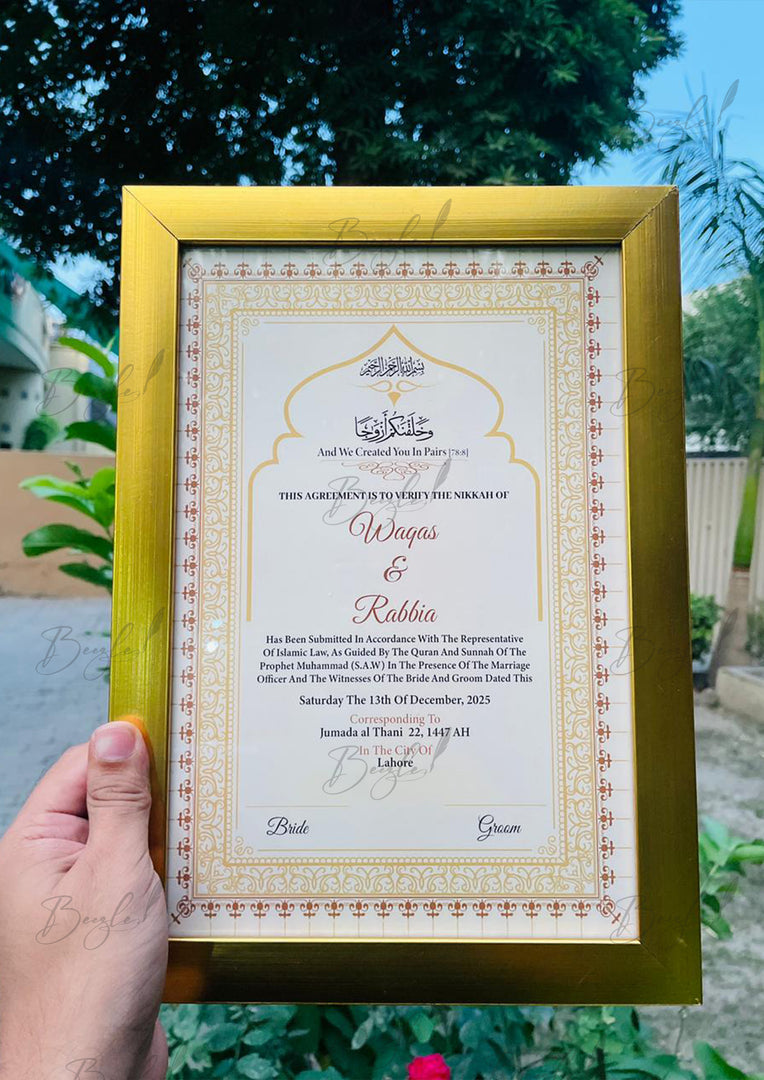 بسم الله الرحمن الرحيم
وَخَلَقْنَكُمْ أَزْوَٰجًا
And We Created You In Pairs [78:8]
THIS AGREEMENT IS TO VERIFY THE NIKKAH OF
Waqas
&
Rabbia
Has Been Submitted In Accordance With The Representative
Of Islamic Law, As Guided By The Quran And Sunnah Of The
Prophet Muhammad (S.A.W) In The Presence Of The Marriage
Officer And The Witnesses Of The Bride And Groom Dated This
Saturday The 13th Of December, 2025
Corresponding To
Jumada al Thani 22, 1447 AH
In The City Of
Lahore
Bride Groom
Beezle